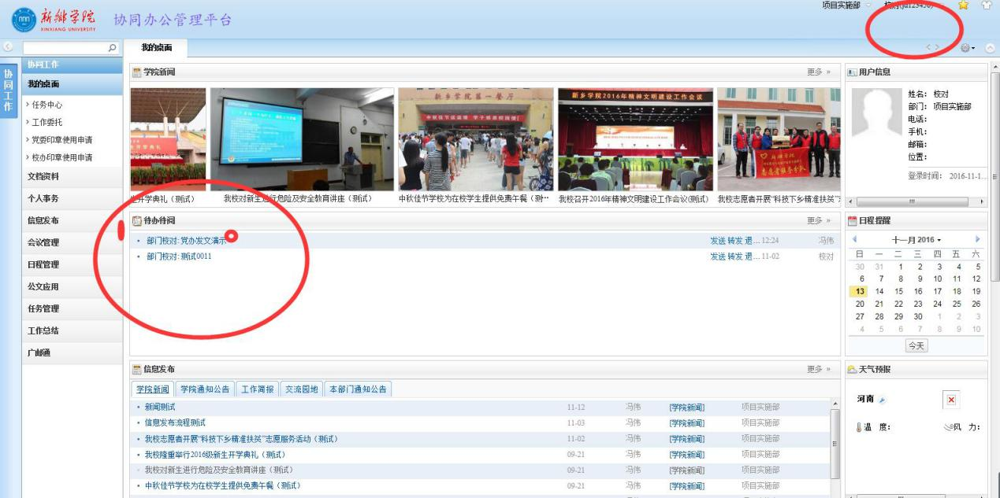 新乡学院
XINXIANG UNIVERSITY
协同办公管理平台
项目实施部
我的桌面
协同工作
协同工作
我的桌面
任务中心
工作委托
党委印章使用申请
校办印章使用申请
文档资料
个人事务
信息发布
会议管理
日程管理
公文应用
任务管理
工作总结
广邮通
学院新闻
更多 »
生开学典礼（测试）
我校对新生进行危险及安全教育讲座（测试）
中秋佳节学校为在校学生提供免费午餐（测…
我校召开2016年精神文明建设工作会议(测试)
我校志愿者开展“科技下乡精准扶贫”
新乡学院第一餐厅
新乡学院2016年精神文明建设工作会议
待办待阅
更多 »
部门校对: 党办发文演示
发送 转发 退… 12:24 冯伟
部门校对: 测试0011
发送 转发 退… 11-02 校对
信息发布
更多 »
学院新闻 学院通知公告 工作简报 交流园地 本部门通知公告
新闻测试 11-12 冯伟 [学院新闻] 项目实施部
信息发布流程测试 11-03 冯伟 [学院新闻] 项目实施部
我校志愿者开展“科技下乡精准扶贫”志愿服务活动（测试） 11-02 冯伟 [学院新闻] 项目实施部
我校隆重举行2016级新生开学典礼（测试） 09-21 冯伟 [学院新闻] 项目实施部
我校对新生进行危险及安全教育讲座（测试） 09-21 冯伟 [学院新闻] 项目实施部
中秋佳节学校为在校学生提供免费午餐（测试） 09-21 冯伟 [学院新闻] 项目实施部
用户信息
姓名： 校对
部门： 项目实施部
电话：
手机：
邮箱：
位置：
登录时间： 2016-11-1...
日程提醒
十一月 2016
日 一 二 三 四 五 六
30 31 1 2 3 4 5
6 7 8 9 10 11 12
13 14 15 16 17 18 19
20 21 22 23 24 25 26
27 28 29 30 1 2 3
4 5 6 7 8 9 10
今天
天气预报
河南
温 度： 风 力：